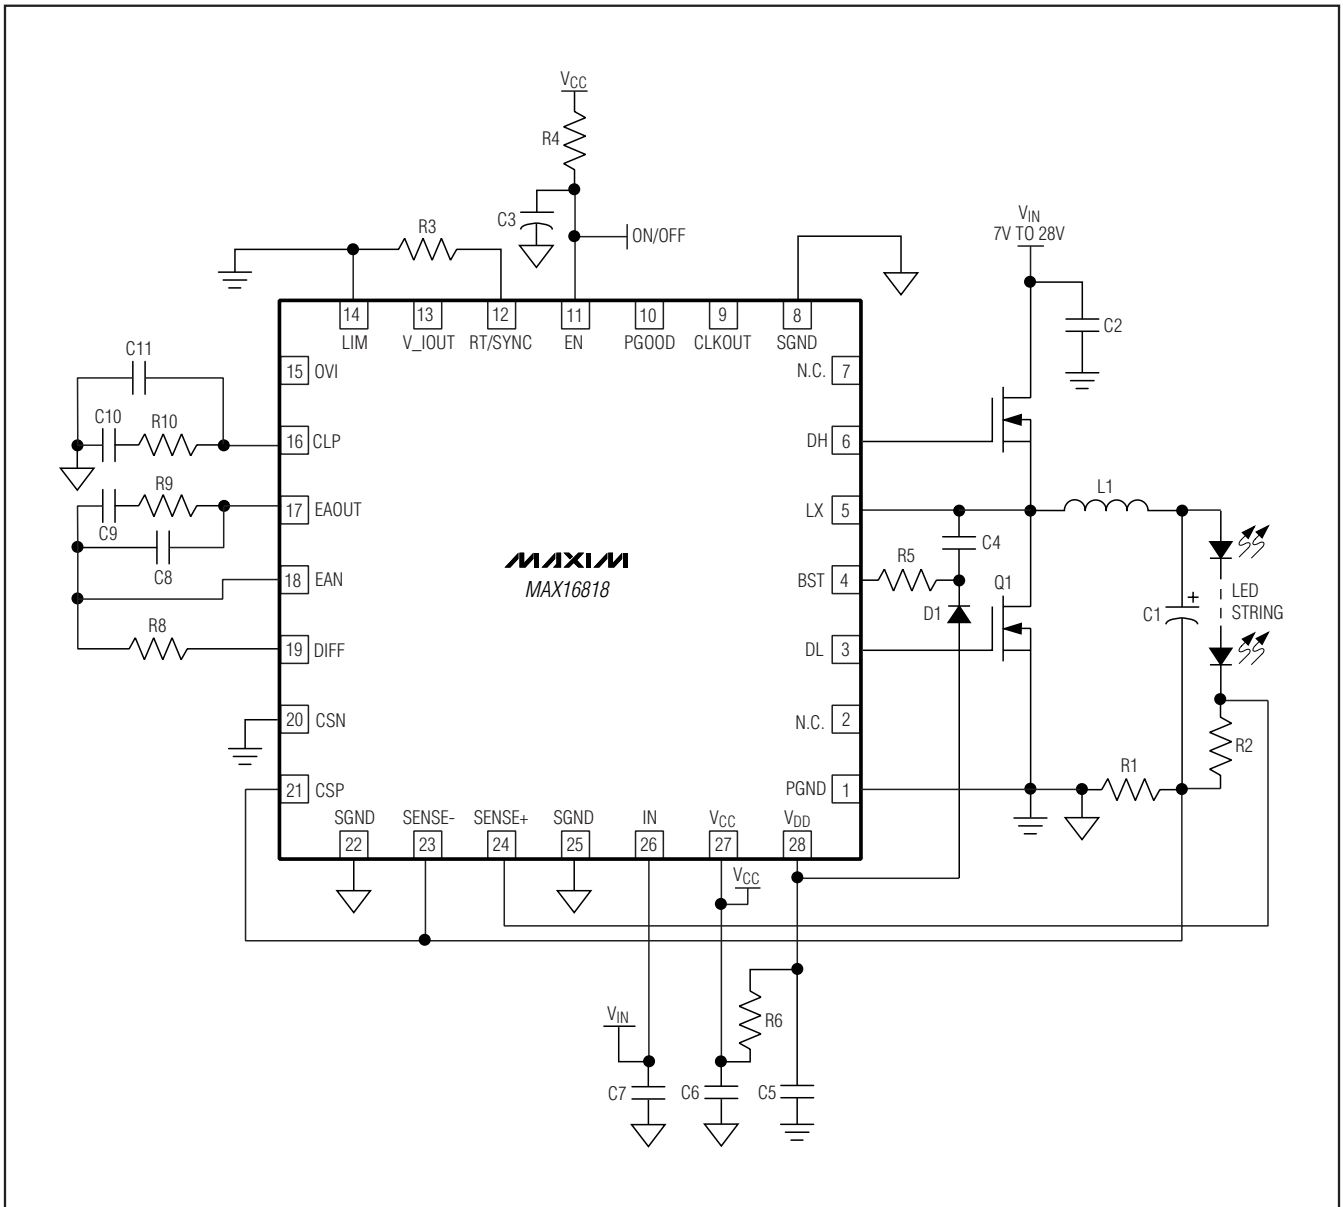 VCC
R4
C3
ON/OFF
R3
VIN
7V TO 28V
C2
14 13 12 11 10 9 8
LIM V_IOUT RT/SYNC EN PGOOD CLKOUT SGND
C11
15 OVI
N.C. 7
C10 R10
16 CLP
DH 6
R9
C9
C8
17 EAOUT
LX 5
L1
C4
MAXIM
MAX16818
18 EAN
BST 4
R5
D1
Q1
C1
+
LED
STRING
R8
19 DIFF
DL 3
20 CSN
N.C. 2
R2
21 CSP
PGND 1
R1
SGND SENSE- SENSE+ SGND IN VCC VDD
22 23 24 25 26 27 28
VCC
VIN
R6
C7
C6
C5